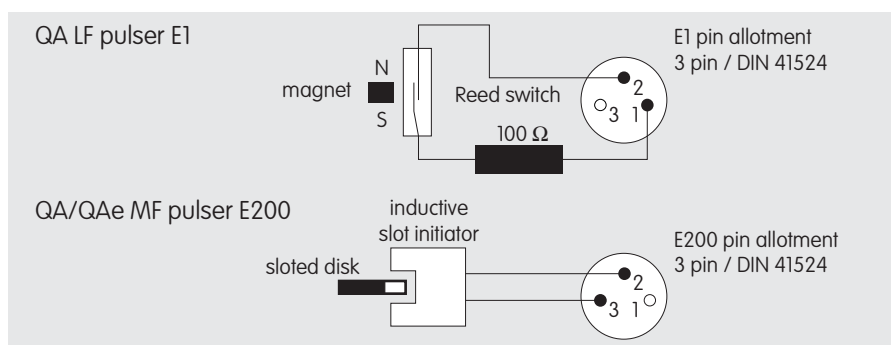 QA LF pulser E1
E1 pin allotment
3 pin / DIN 41524
N
magnet
S
Reed switch
100 Ω
2
3 1
QA/QAe MF pulser E200
inductive
slot initiator
sloted disk
E200 pin allotment
3 pin / DIN 41524
2
3 1